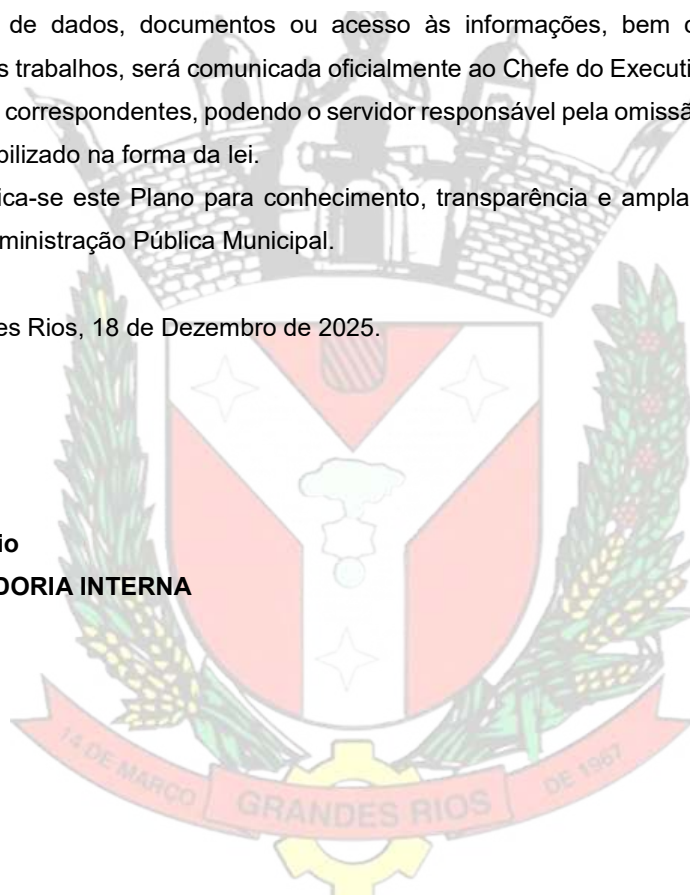 de dados, documentos ou acesso às informações, bem c
s trabalhos, será comunicada oficialmente ao Chefe do Executi
correspondentes, podendo o servidor responsável pela omissã
bilizado na forma da lei.
ica-se este Plano para conhecimento, transparência e ampla
ministração Pública Municipal.
es Rios, 18 de Dezembro de 2025.
io
DORIA INTERNA
14 DE MARÇO
GRANDES RIOS
DE 1967